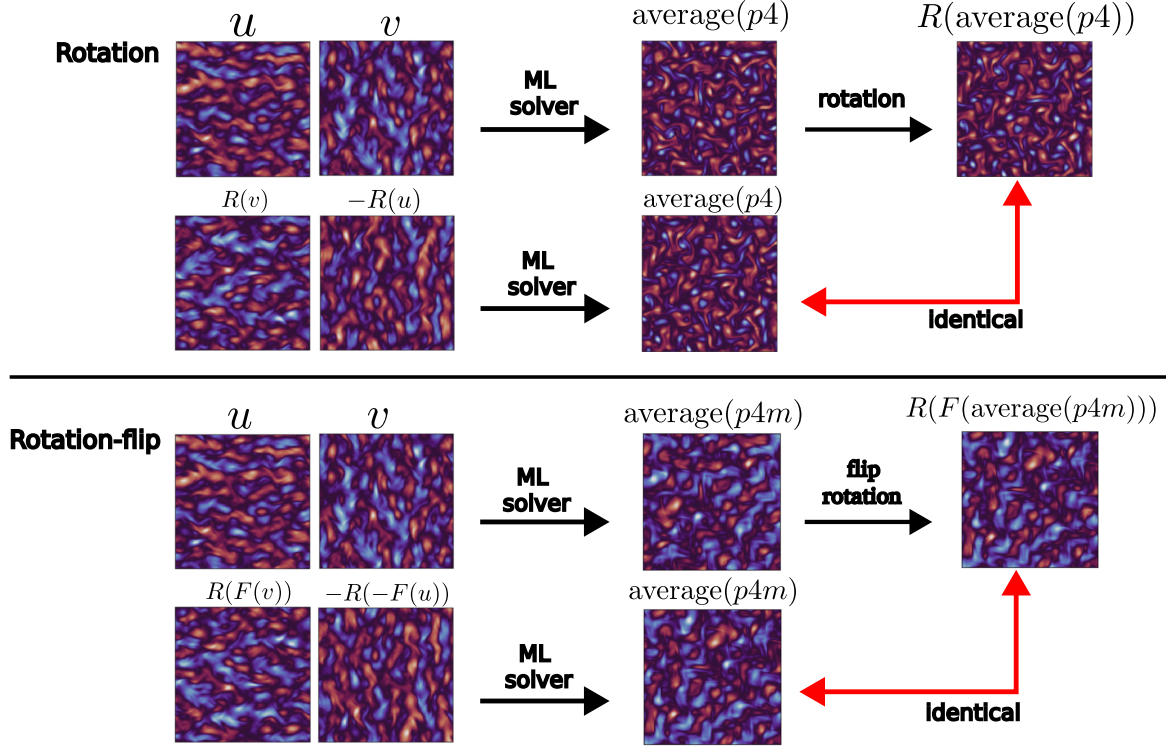 u v average(p4) R(average(p4))
Rotation
ML
solver
rotation
R(v) −R(u) average(p4)
ML
solver
identical
u v average(p4m) R(F(average(p4m)))
Rotation-flip
ML
solver
flip
rotation
R(F(v)) −R(−F(u)) average(p4m)
ML
solver
identical